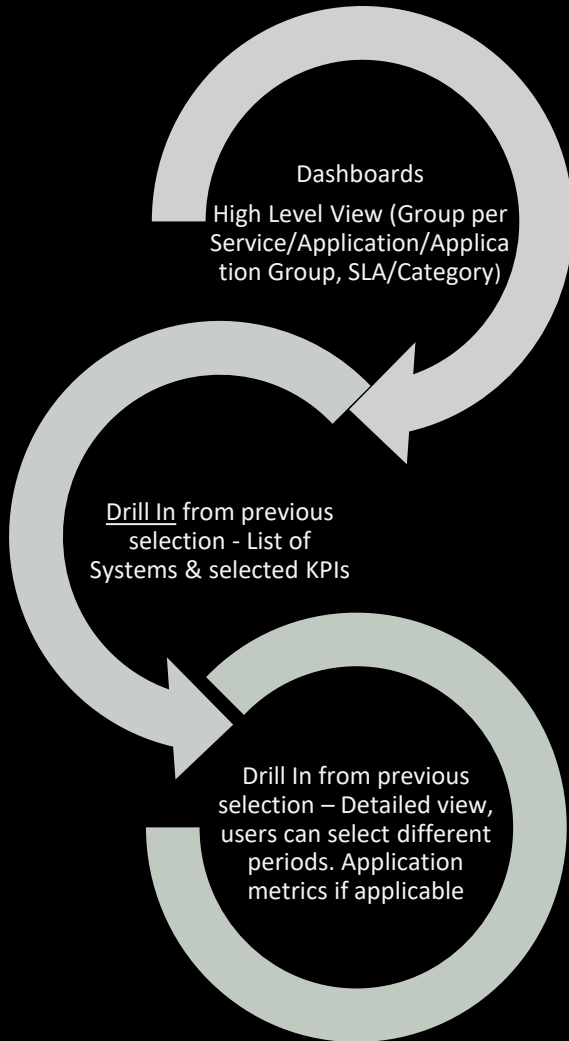 Dashboards
High Level View (Group per
Service/Application/Applica
tion Group, SLA/Category)
Drill In from previous
selection - List of
Systems & selected KPIs
Drill In from previous
selection – Detailed view,
users can select different
periods. Application
metrics if applicable